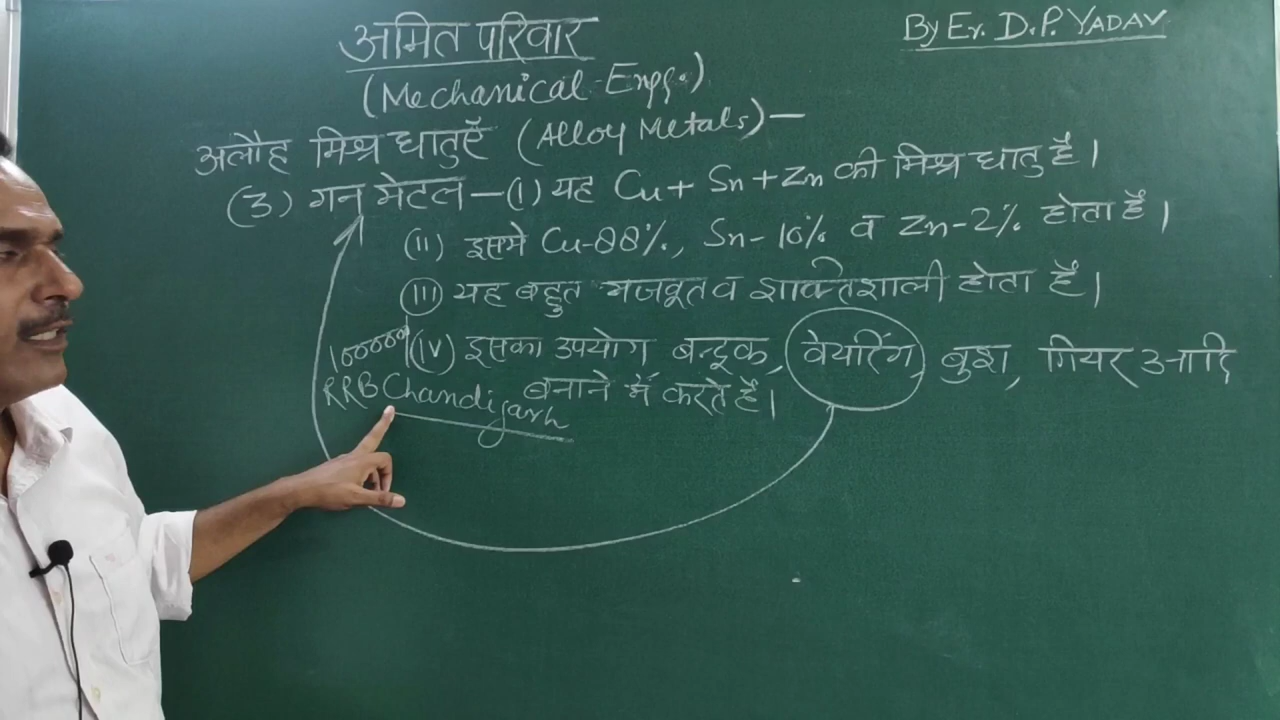 अमित परिवार
By Er. D.P. YADAV
(Mechanical Engg.)
अलौह मिश्र धातुएँ (Alloy Metals)—
(3) गन मेटल — (I) यह Cu + Sn + Zn की मिश्र धातु है।
(II) इसमे Cu-88%, Sn-10% व Zn-2% होता है।
(III) यह बहुत मजबूत व शक्तिशाली होता है।
(IV) इसका उपयोग बन्दूक, वेयरिंग, बुश, गियर आदि
बनाने में करते हैं।
RRB Chandigarh